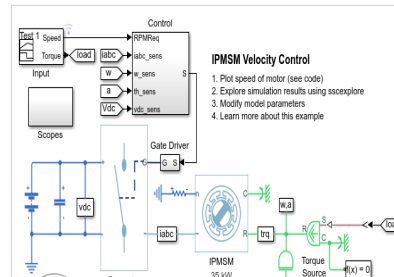 Control
Test 1
Speed
Torque
load
Input
RPMReq
iabc
iabc_sens
w
w_sens
a
th_sens
Vdc
vdc_sens
S
IPMSM Velocity Control
1. Plot speed of motor (see code)
2. Explore simulation results using sscexplore
3. Modify model parameters
4. Learn more about this example
Scopes
Gate Driver
G S
G
vdc
iabc
n
C
R
trq
w,a
S
R
C
IPMSM
35 kW
Torque
Source
f(x) = 0